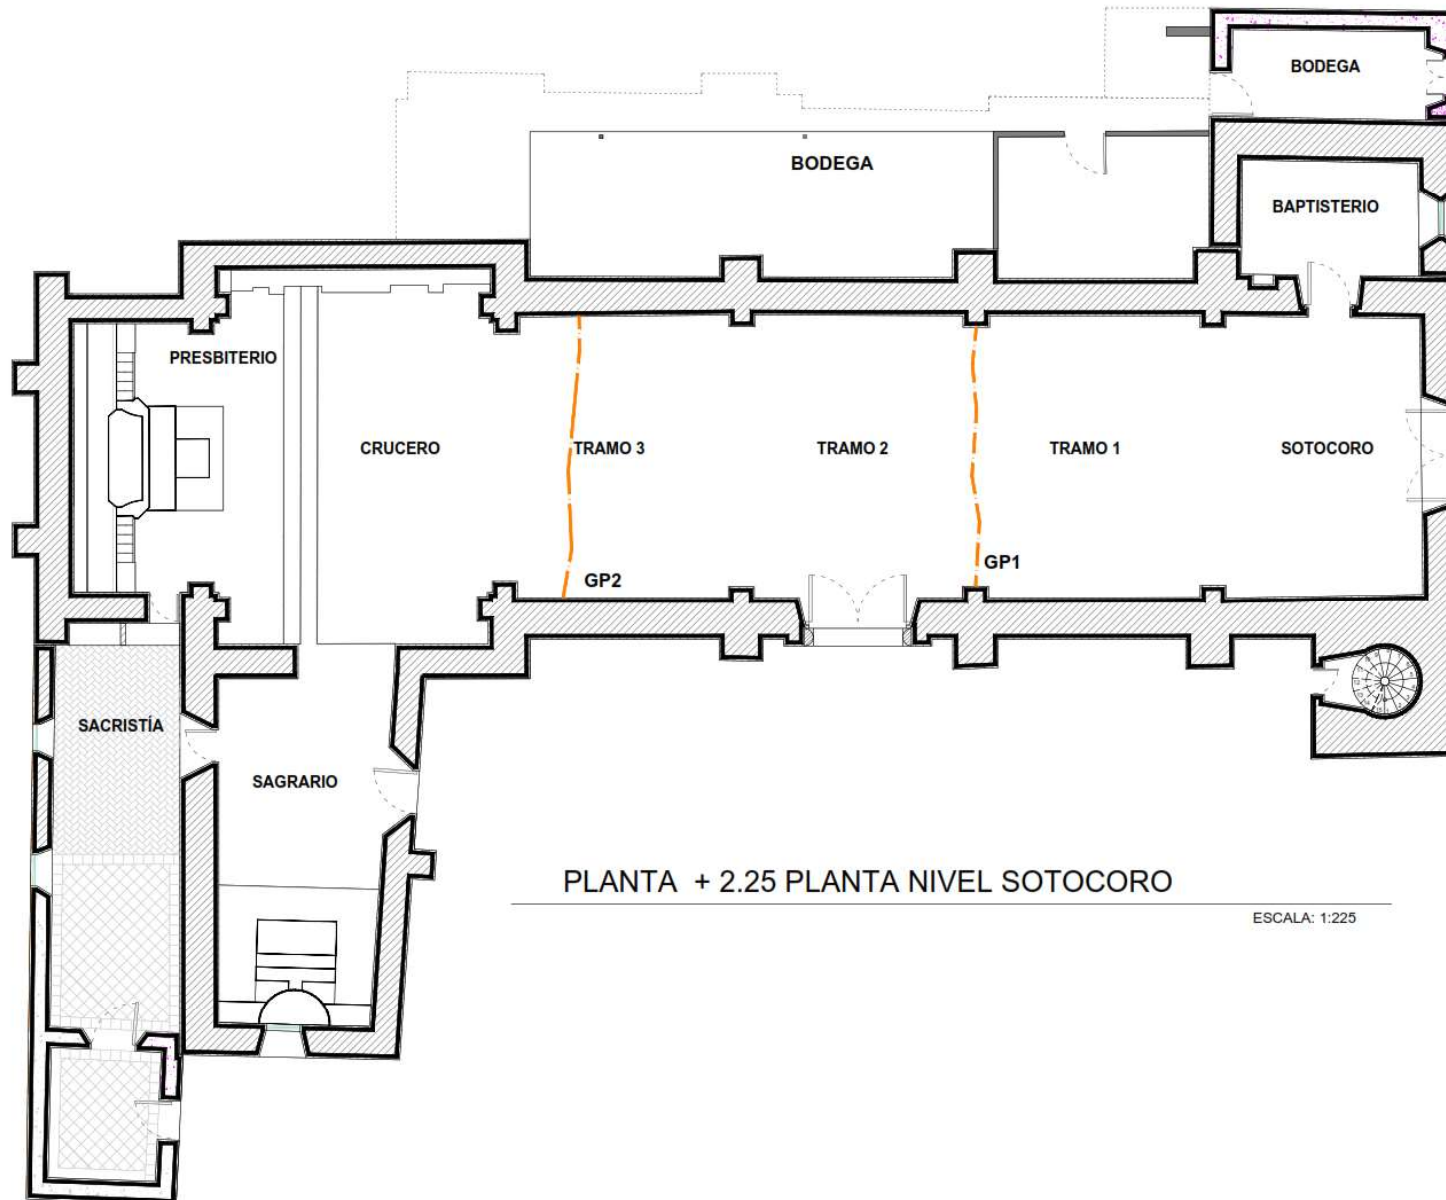 BODEGA
BODEGA
BAPTISTERIO
PRESBITERIO
CRUCERO
TRAMO 3
TRAMO 2
TRAMO 1
SOTOCORO
GP1
GP2
SACRISTÍA
SAGRARIO
PLANTA + 2.25 PLANTA NIVEL SOTOCORO
ESCALA: 1:225